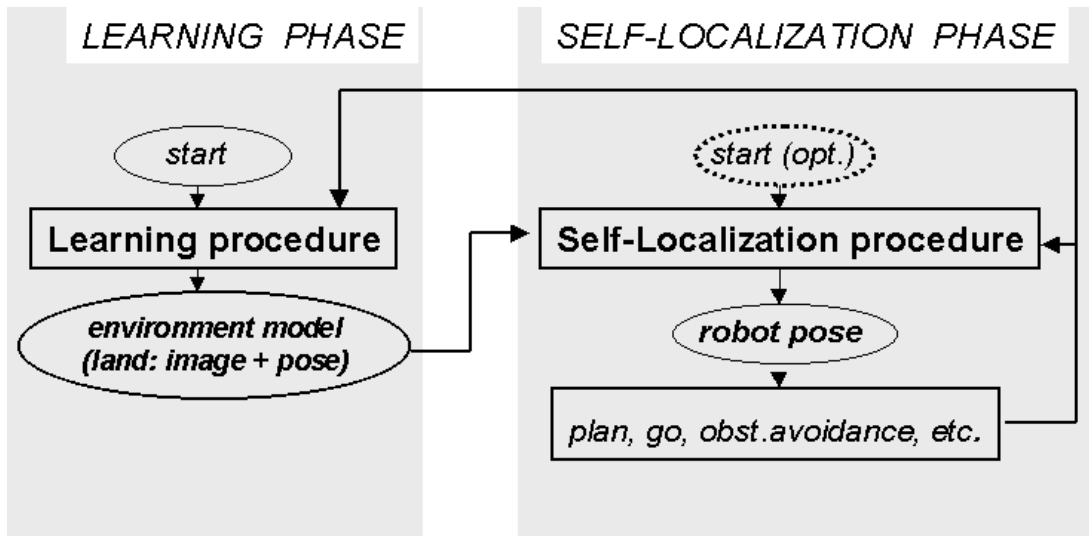 LEARNING PHASE
start
Learning procedure
environment model
(land: image + pose)
SELF-LOCALIZATION PHASE
start (opt.)
Self-Localization procedure
robot pose
plan, go, obst.avoidance, etc.